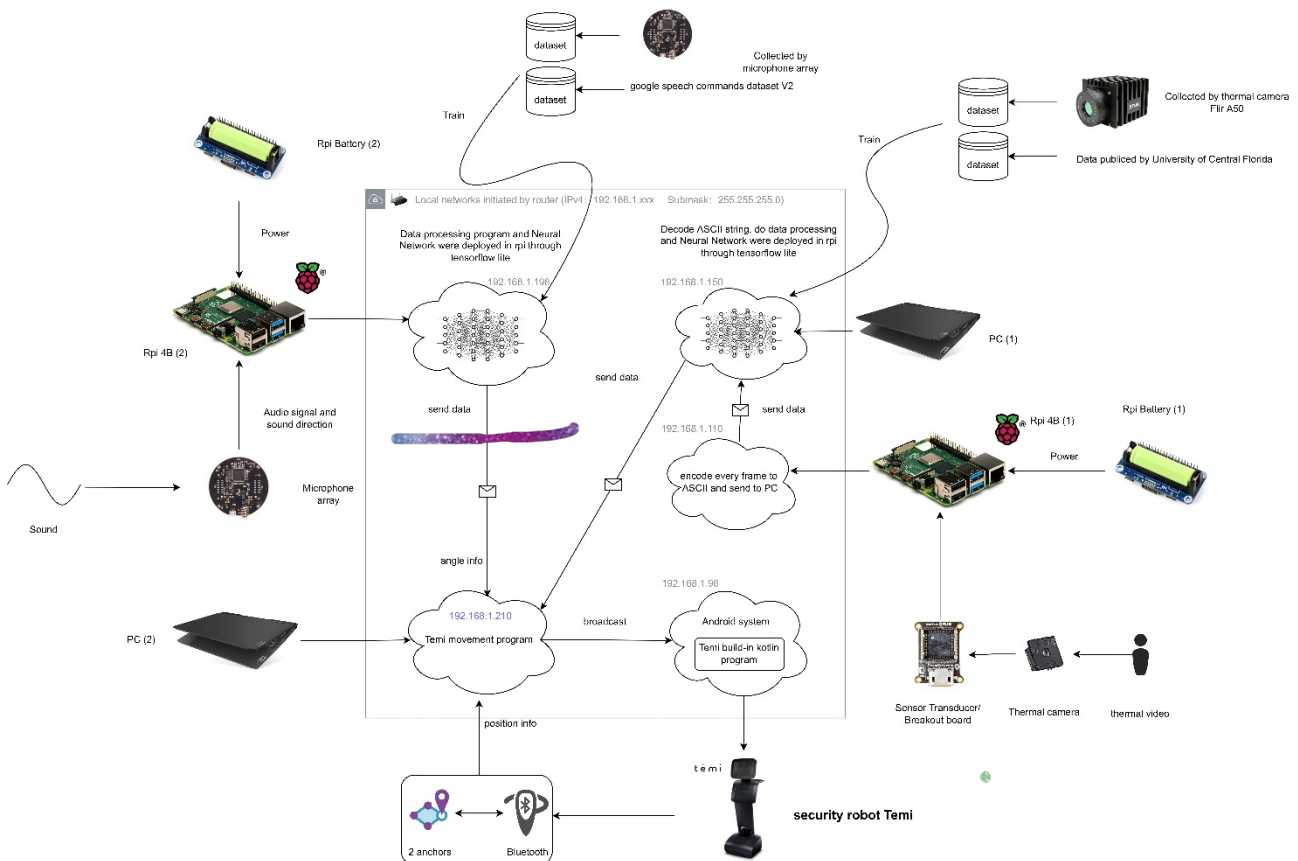 dataset
Collected by
microphone array
dataset
google speech commands dataset V2
Train
dataset
Collected by thermal camera
Flir A50
dataset
Data publiced by University of Central Florida
Train
Rpi Battery (2)
Power
Rpi 4B (2)
Audio signal and
sound direction
Microphone
array
Sound
Local networks initiated by router (IPv4: 192.168.1.xxx Submask: 255.255.255.0)
Data processing program and Neural
Network were deployed in rpi through
tensorflow lite
192.168.1.196
Decode ASCII string, do data processing
and Neural Network were deployed in rpi
through tensorflow lite
192.168.1.150
PC (1)
send data
send data
send data
192.168.1.110
encode every frame to
ASCII and send to PC
Rpi 4B (1)
Rpi Battery (1)
Power
angle info
PC (2)
192.168.1.210
Temi movement program
broadcast
192.168.1.96
Android system
Temi build-in kotlin
program
Sensor Transducer/
Breakout board
Thermal camera
thermal video
position info
temi
security robot Temi
2 anchors
Bluetooth